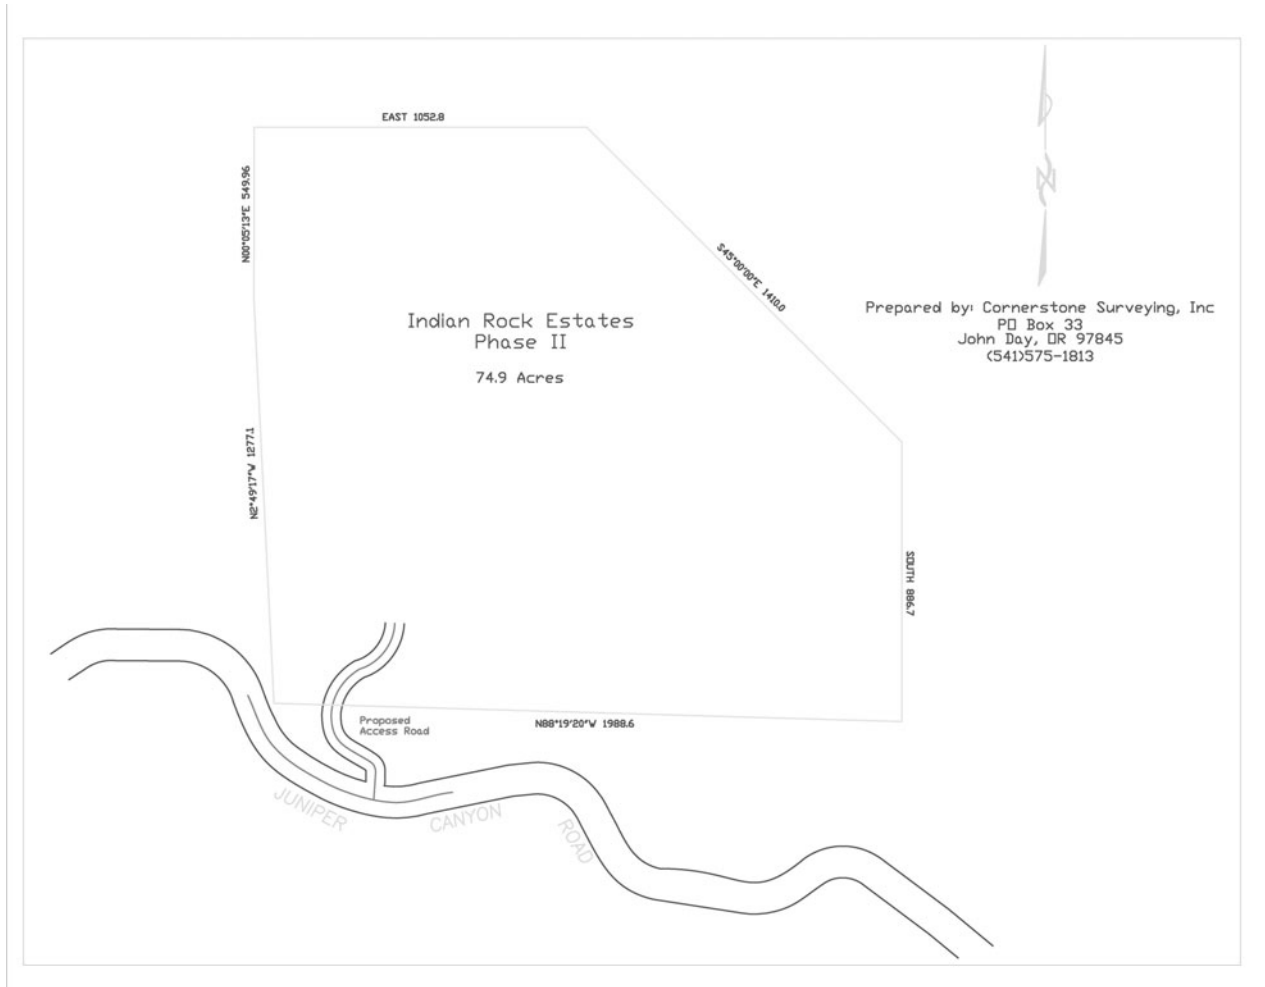 EAST 1052.8
N00°05'13"E 549.96
S45°00'00"E 1410.0
Indian Rock Estates
Phase II
74.9 Acres
Prepared by: Cornerstone Surveying, Inc
PO Box 33
John Day, OR 97845
(541)575-1813
N2°49'17"W 1277.1
SOUTH 886.7
N88°19'20"W 1988.6
Proposed
Access Road
JUNIPER CANYON ROAD
N